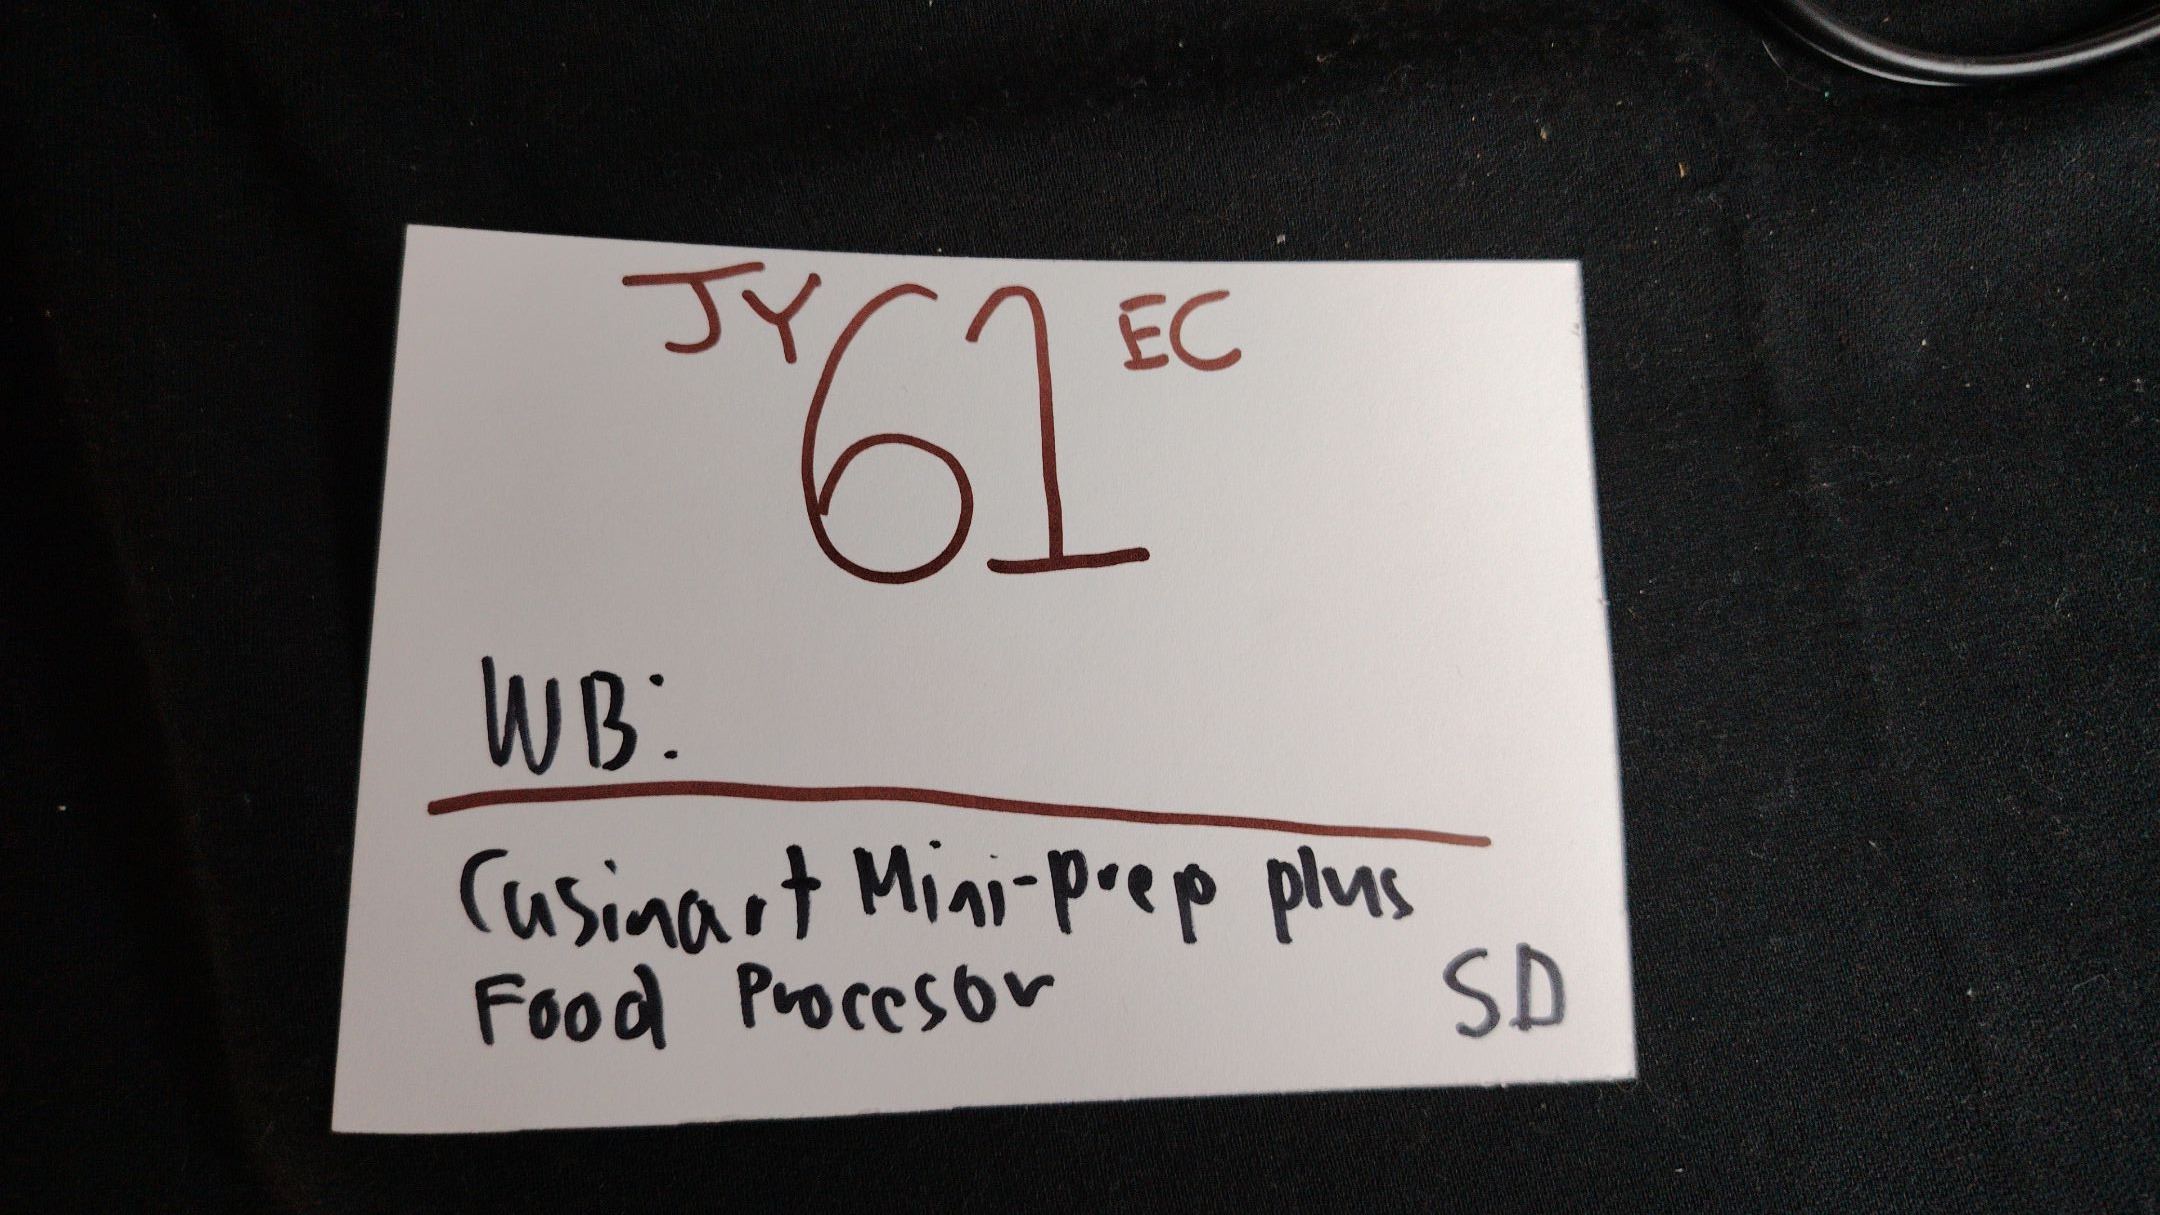 JY 61 EC
WB:
Cusinart Mini-prep plus
Food Procesor
SD